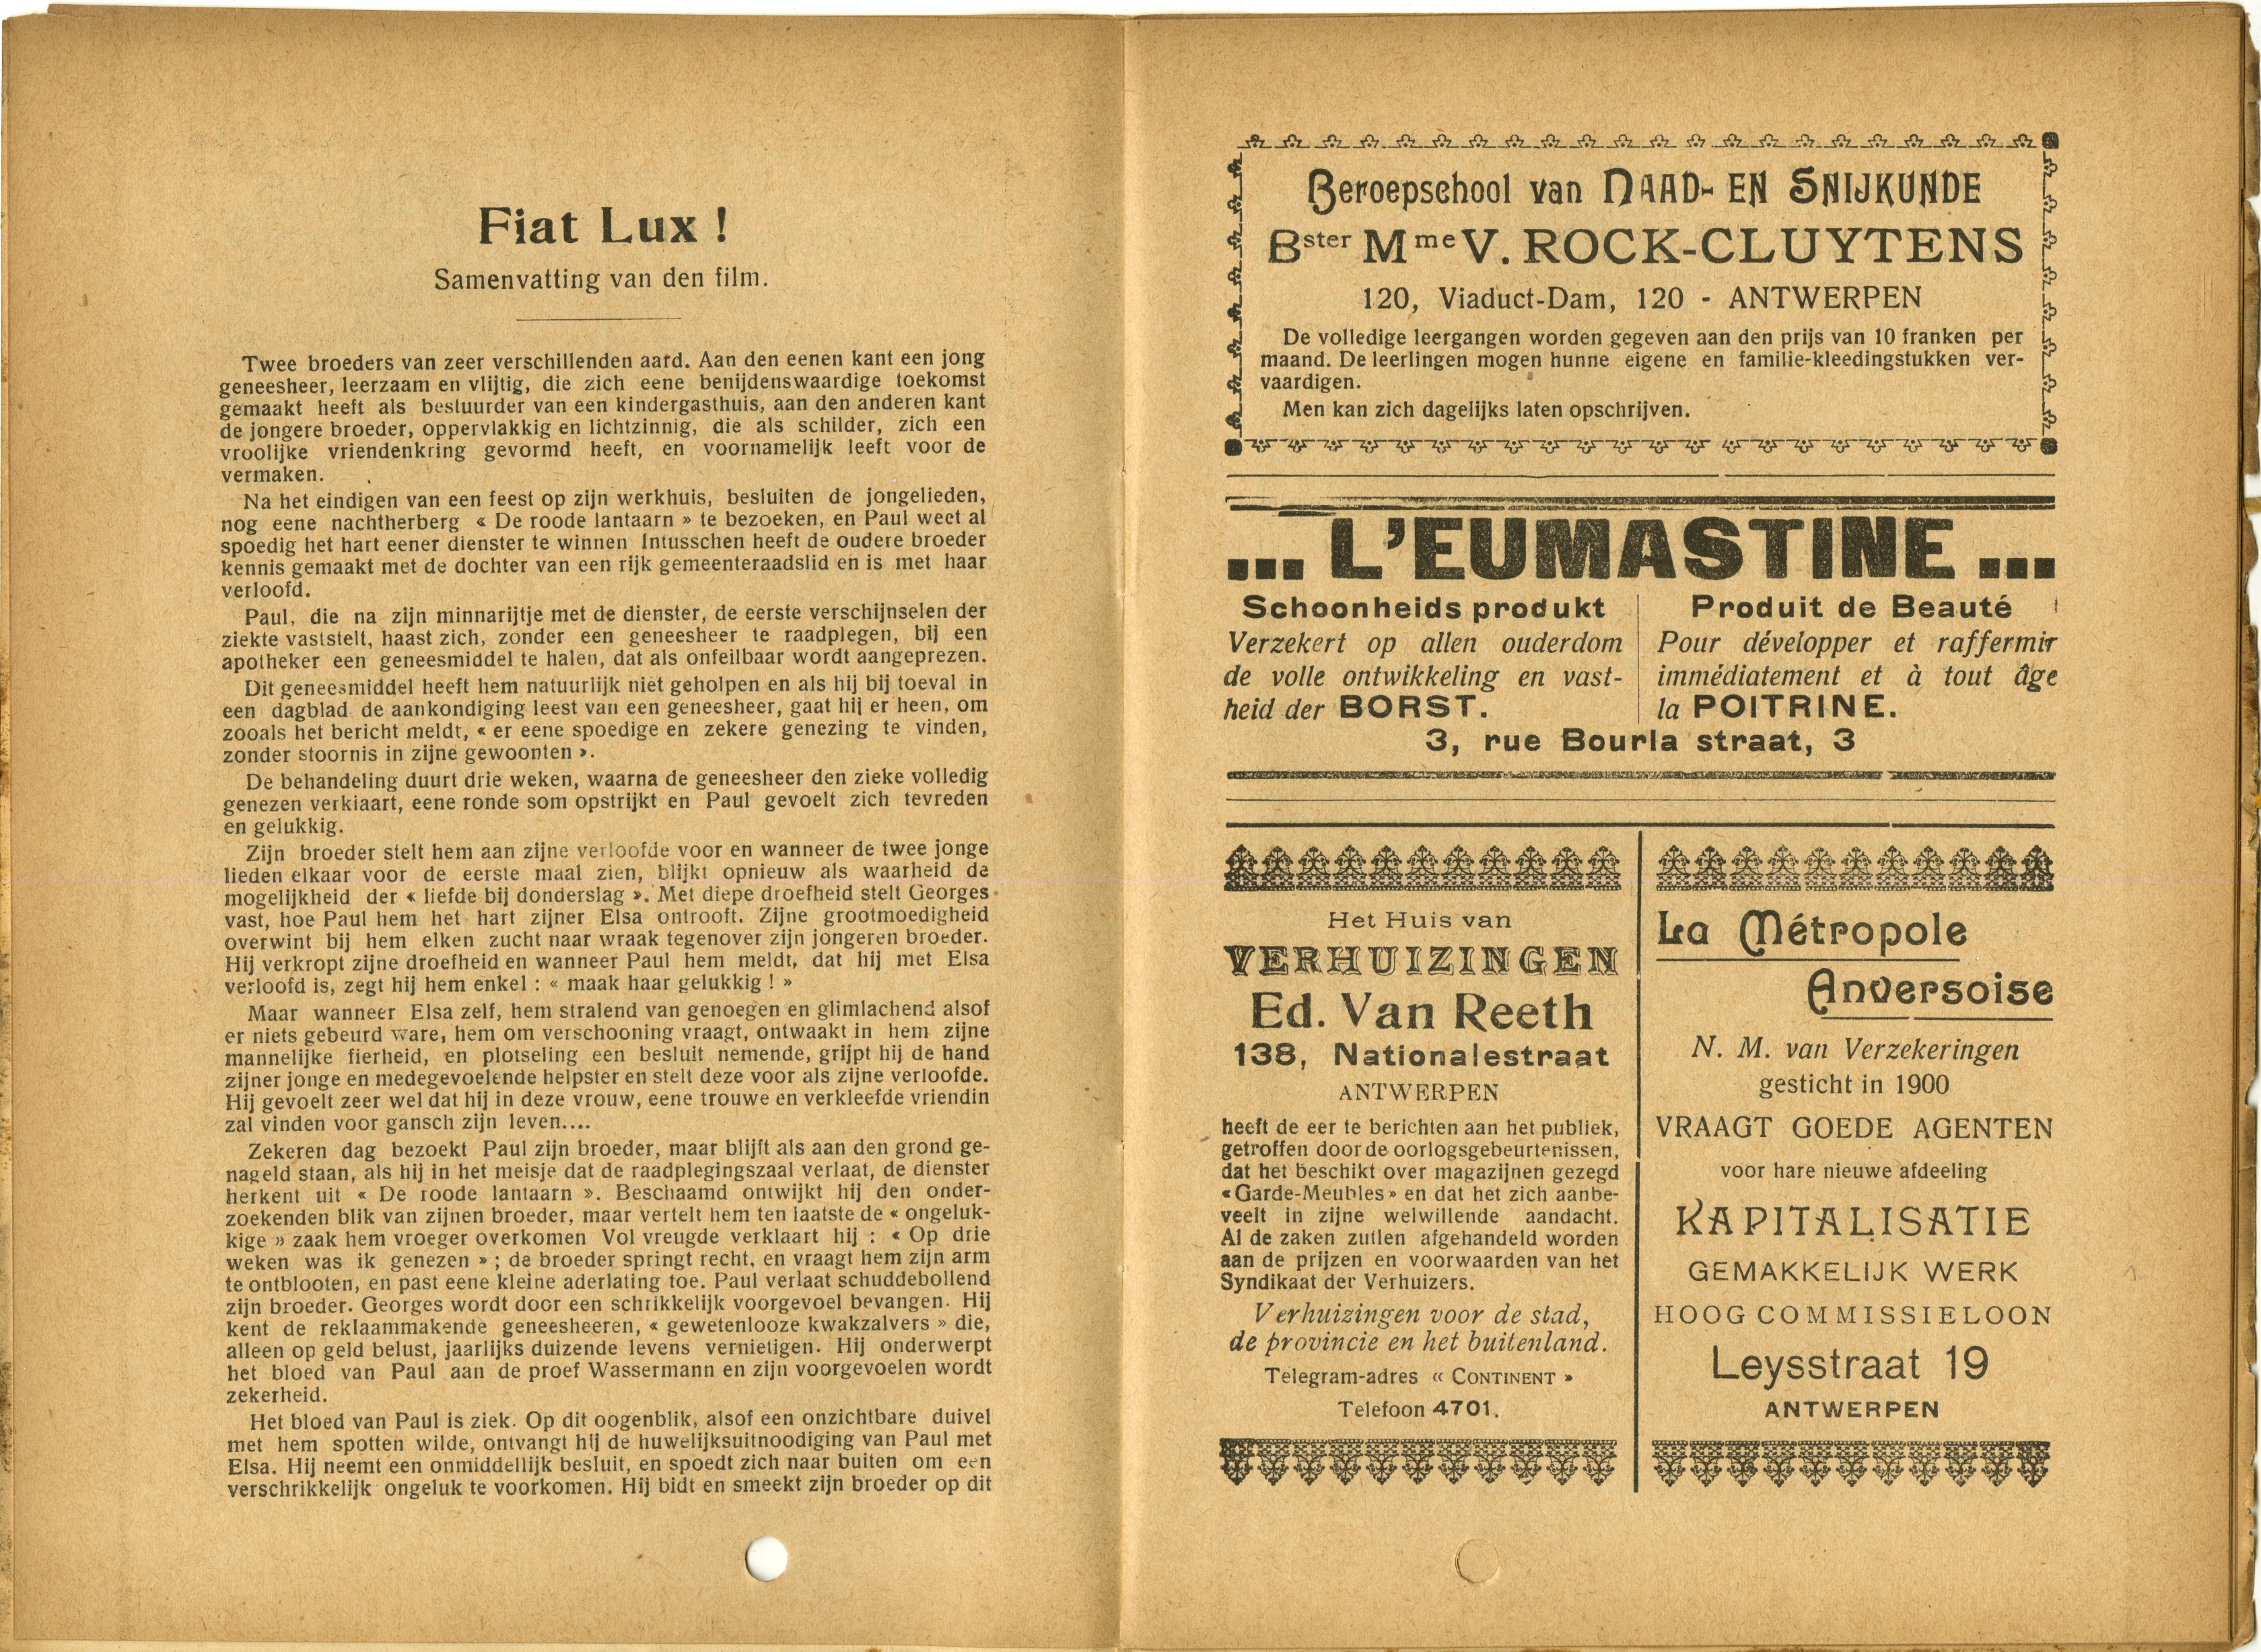 Fiat Lux !
Samenvatting van den film.
Twee broeders van zeer verschillenden aard. Aan den eenen kant een jong
geneesheer, leerzaam en vlijtig, die zich eene benijdenswaardige toekomst
gemaakt heeft als bestuurder van een kindergasthuis, aan den anderen kant
de jongere broeder, oppervlakkig en lichtzinnig, die als schilder, zich een
vroolijke vriendenkring gevormd heeft, en voornamelijk leeft voor de
vermaken.
Na het eindigen van een feest op zijn werkhuis, besluiten de jongelieden,
nog eene nachtherberg « De roode lantaarn » te bezoeken, en Paul weet al
spoedig het hart eener dienster te winnen Intusschen heeft de oudere broeder
kennis gemaakt met de dochter van een rijk gemeenteraadslid en is met haar
verloofd.
Paul, die na zijn minnarijtje met de dienster, de eerste verschijnselen der
ziekte vaststelt, haast zich, zonder een geneesheer te raadplegen, bij een
apotheker een geneesmiddel te halen, dat als onfeilbaar wordt aangeprezen.
Dit geneesmiddel heeft hem natuurlijk niet geholpen en als hij bij toeval in
een dagblad de aankondiging leest van een geneesheer, gaat hij er heen, om
zooals het bericht meldt, « er eene spoedige en zekere genezing te vinden,
zonder stoornis in zijne gewoonten ».
De behandeling duurt drie weken, waarna de geneesheer den zieke volledig
genezen verkiaart, eene ronde som opstrijkt en Paul gevoelt zich tevreden
en gelukkig.
Zijn broeder stelt hem aan zijne verloofde voor en wanneer de twee jonge
lieden elkaar voor de eerste maal zien, blijkt opnieuw als waarheid de
mogelijkheid der « liefde bij donderslag ». Met diepe droefheid stelt Georges
vast, hoe Paul hem het hart zijner Elsa ontrooft. Zijne grootmoedigheid
overwint bij hem elken zucht naar wraak tegenover zijn jongeren broeder.
Hij verkropt zijne droefheid en wanneer Paul hem meldt, dat hij met Elsa
verloofd is, zegt hij hem enkel : « maak haar gelukkig ! »
Maar wanneer Elsa zelf, hem stralend van genoegen en glimlachend alsof
er niets gebeurd ware, hem om verschooning vraagt, ontwaakt in hem zijne
mannelijke fierheid, en plotseling een besluit nemende, grijpt hij de hand
zijner jonge en medegevoelende helpster en stelt deze voor als zijne verloofde.
Hij gevoelt zeer wel dat hij in deze vrouw, eene trouwe en verkleefde vriendin
zal vinden voor gansch zijn leven....
Zekeren dag bezoekt Paul zijn broeder, maar blijft als aan den grond ge-
nageld staan, als hij in het meisje dat de raadplegingszaal verlaat, de dienster
herkent uit « De roode lantaarn ». Beschaamd ontwijkt hij den onder-
zoekenden blik van zijnen broeder, maar vertelt hem ten laatste de « ongeluk-
kige » zaak hem vroeger overkomen Vol vreugde verklaart hij : « Op drie
weken was ik genezen » ; de broeder springt recht, en vraagt hem zijn arm
te ontblooten, en past eene kleine aderlating toe. Paul verlaat schuddebollend
zijn broeder. Georges wordt door een schrikkelijk voorgevoel bevangen. Hij
kent de reklaammakende geneesheeren, « gewetenlooze kwakzalvers » die,
alleen op geld belust, jaarlijks duizende levens vernietigen. Hij onderwerpt
het bloed van Paul aan de proef Wassermann en zijn voorgevoelen wordt
zekerheid.
Het bloed van Paul is ziek. Op dit oogenblik, alsof een onzichtbare duivel
met hem spotten wilde, ontvangt hij de huwelijksuitnoodiging van Paul met
Elsa. Hij neemt een onmiddellijk besluit, en spoedt zich naar buiten om een
verschrikkelijk ongeluk te voorkomen. Hij bidt en smeekt zijn broeder op dit
Beroepschool van NAAD- EN SNIJKUNDE
Bster Mme V. ROCK-CLUYTENS
120, Viaduct-Dam, 120 - ANTWERPEN
De volledige leergangen worden gegeven aan den prijs van 10 franken per
maand. De leerlingen mogen hunne eigene en familie-kleedingstukken ver-
vaardigen.
Men kan zich dagelijks laten opschrijven.
... L'EUMASTINE ...
Schoonheids produkt
Verzekert op allen ouderdom
de volle ontwikkeling en vast-
heid der BORST.
Produit de Beauté
Pour développer et raffermir
immédiatement et à tout âge
la POITRINE.
3, rue Bourla straat, 3
Het Huis van
VERHUIZINGEN
Ed. Van Reeth
138, Nationalestraat
ANTWERPEN
heeft de eer te berichten aan het publiek,
getroffen door de oorlogsgebeurtenissen,
dat het beschikt over magazijnen gezegd
« Garde-Meubles » en dat het zich aanbe-
veelt in zijne welwillende aandacht.
Al de zaken zullen afgehandeld worden
aan de prijzen en voorwaarden van het
Syndikaat der Verhuizers.
Verhuizingen voor de stad,
de provincie en het buitenland.
Telegram-adres « CONTINENT »
Telefoon 4701.
La Métropole
Anversoise
N. M. van Verzekeringen
gesticht in 1900
VRAAGT GOEDE AGENTEN
voor hare nieuwe afdeeling
KAPITALISATIE
GEMAKKELIJK WERK
HOOG COMMISSIELOON
Leysstraat 19
ANTWERPEN